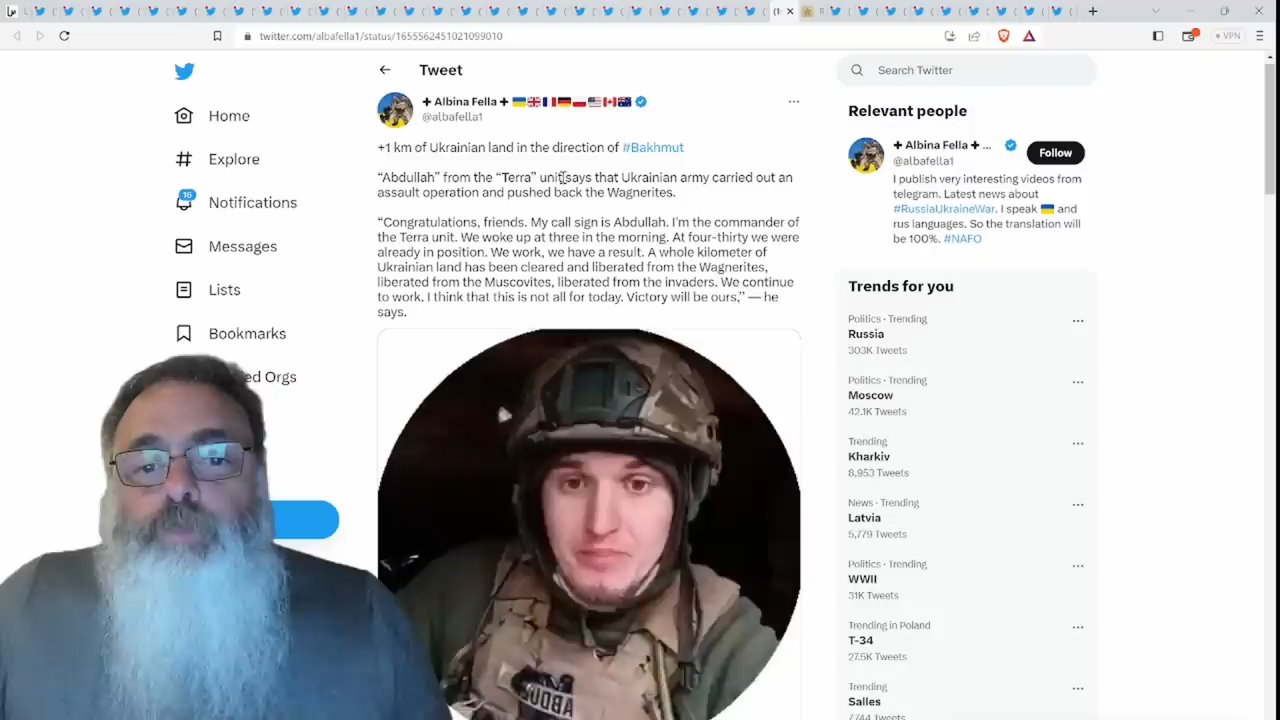 twitter.com/albafella1/status/1655562451021099010
VPN
Home
Explore
16
Notifications
Messages
Lists
Bookmarks
ed Orgs
Tweet
+ Albina Fella +
@albafella1
+1 km of Ukrainian land in the direction of #Bakhmut
“Abdullah” from the “Terra” unit says that Ukrainian army carried out an
assault operation and pushed back the Wagnerites.
“Congratulations, friends. My call sign is Abdullah. I'm the commander of
the Terra unit. We woke up at three in the morning. At four-thirty we were
already in position. We work, we have a result. A whole kilometer of
Ukrainian land has been cleared and liberated from the Wagnerites,
liberated from the Muscovites, liberated from the invaders. We continue
to work. I think that this is not all for today. Victory will be ours,” — he
says.
Search Twitter
Relevant people
+ Albina Fella + ...
@albafella1
Follow
I publish very interesting videos from
telegram. Latest news about
#RussiaUkraineWar. I speak 🇺🇦 and
rus languages. So the translation will
be 100%. #NAFO
Trends for you
Politics · Trending
Russia
303K Tweets
Politics · Trending
Moscow
42.1K Tweets
Trending
Kharkiv
8,953 Tweets
News · Trending
Latvia
5,779 Tweets
Politics · Trending
WWII
31K Tweets
Trending in Poland
T-34
27.5K Tweets
Trending
Salles
7,744 Tweets